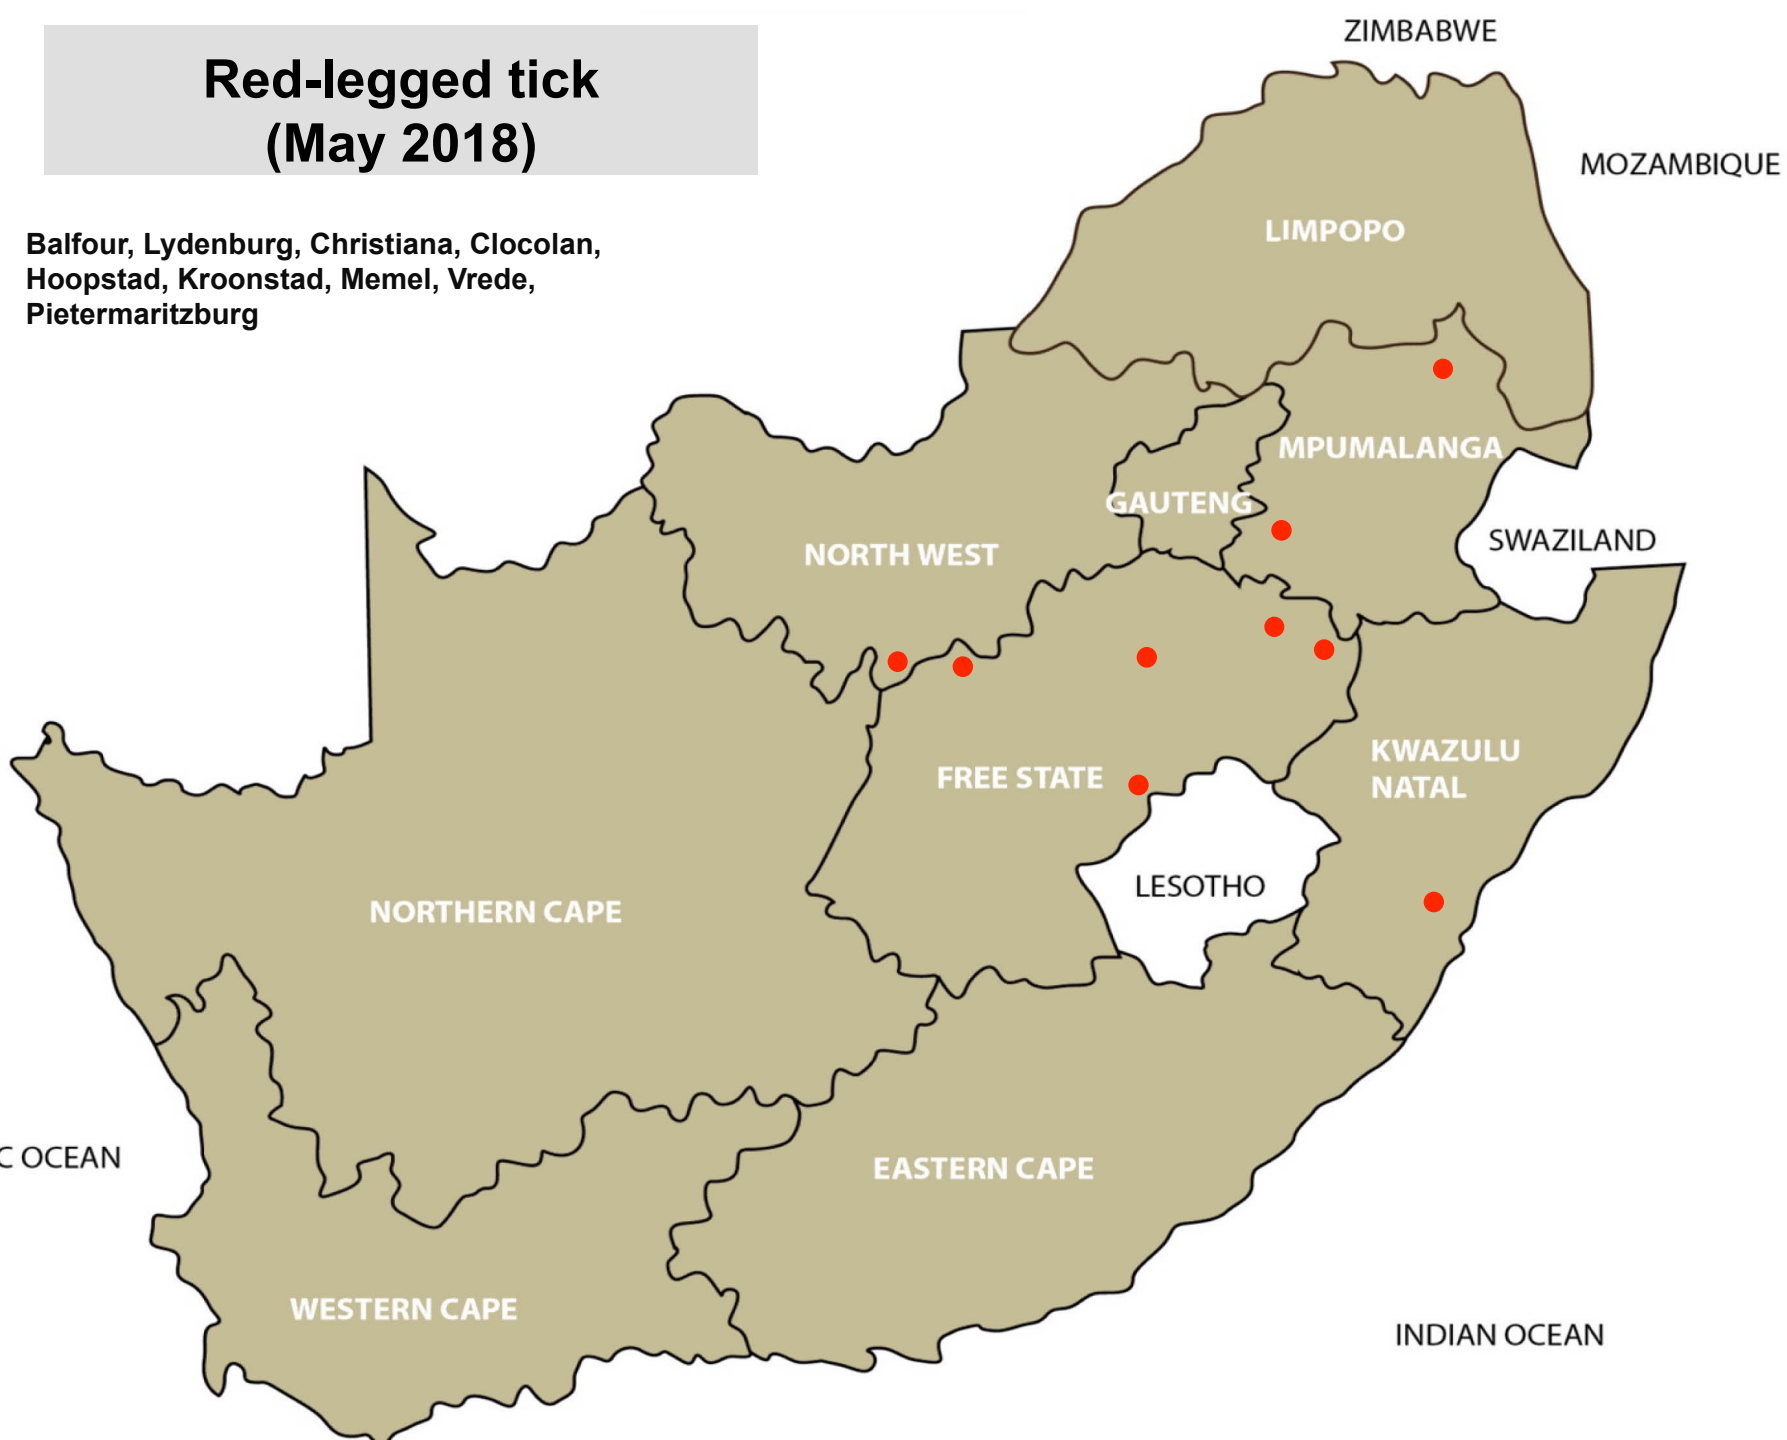 Red-legged tick
(May 2018)
Balfour, Lydenburg, Christiana, Clocolan,
Hoopstad, Kroonstad, Memel, Vrede,
Pietermaritzburg
ZIMBABWE
MOZAMBIQUE
LIMPOPO
MPUMALANGA
GAUTENG
SWAZILAND
NORTH WEST
KWAZULU
NATAL
FREE STATE
LESOTHO
NORTHERN CAPE
C OCEAN
EASTERN CAPE
WESTERN CAPE
INDIAN OCEAN